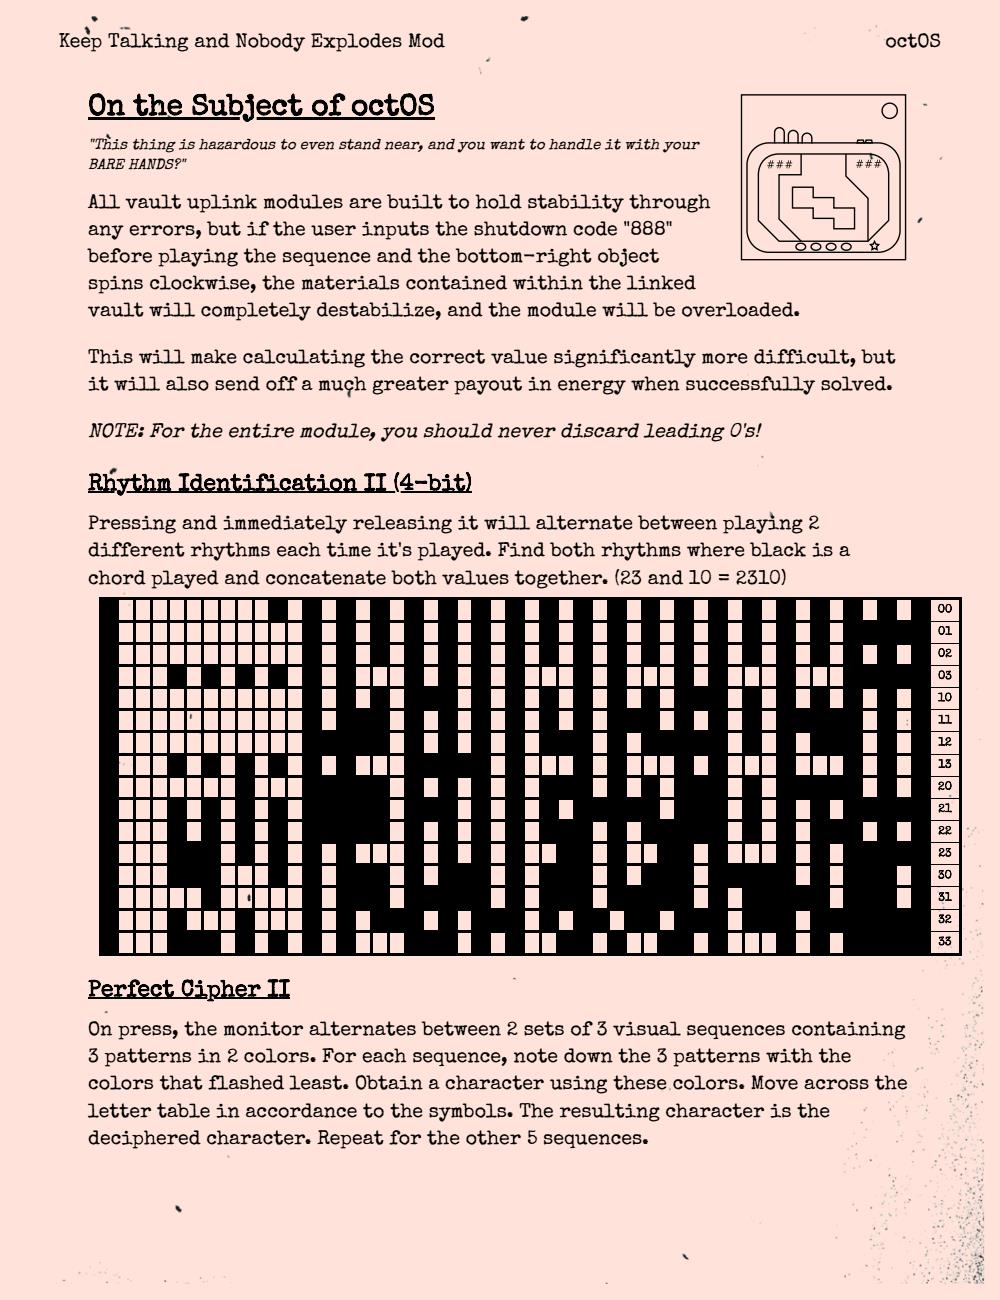 Keep Talking and Nobody Explodes Mod
octOS
On the Subject of octOS
"This thing is hazardous to even stand near, and you want to handle it with your
BARE HANDS?"
### ###
All vault uplink modules are built to hold stability through
any errors, but if the user inputs the shutdown code "888"
before playing the sequence and the bottom-right object
spins clockwise, the materials contained within the linked
vault will completely destabilize, and the module will be overloaded.
This will make calculating the correct value significantly more difficult, but
it will also send off a much greater payout in energy when successfully solved.
NOTE: For the entire module, you should never discard leading 0's!
Rhythm Identification II (4-bit)
Pressing and immediately releasing it will alternate between playing 2
different rhythms each time it's played. Find both rhythms where black is a
chord played and concatenate both values together. (23 and 10 = 2310)
00
01
02
03
10
11
12
13
20
21
22
23
30
31
32
33
Perfect Cipher II
On press, the monitor alternates between 2 sets of 3 visual sequences containing
3 patterns in 2 colors. For each sequence, note down the 3 patterns with the
colors that flashed least. Obtain a character using these colors. Move across the
letter table in accordance to the symbols. The resulting character is the
deciphered character. Repeat for the other 5 sequences.